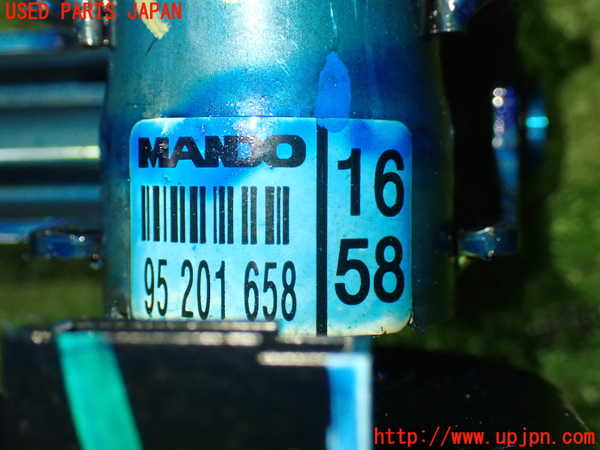 USED PARTS JAPAN
MANDO
16
95 201 658
58
http://www.upjpn.com/